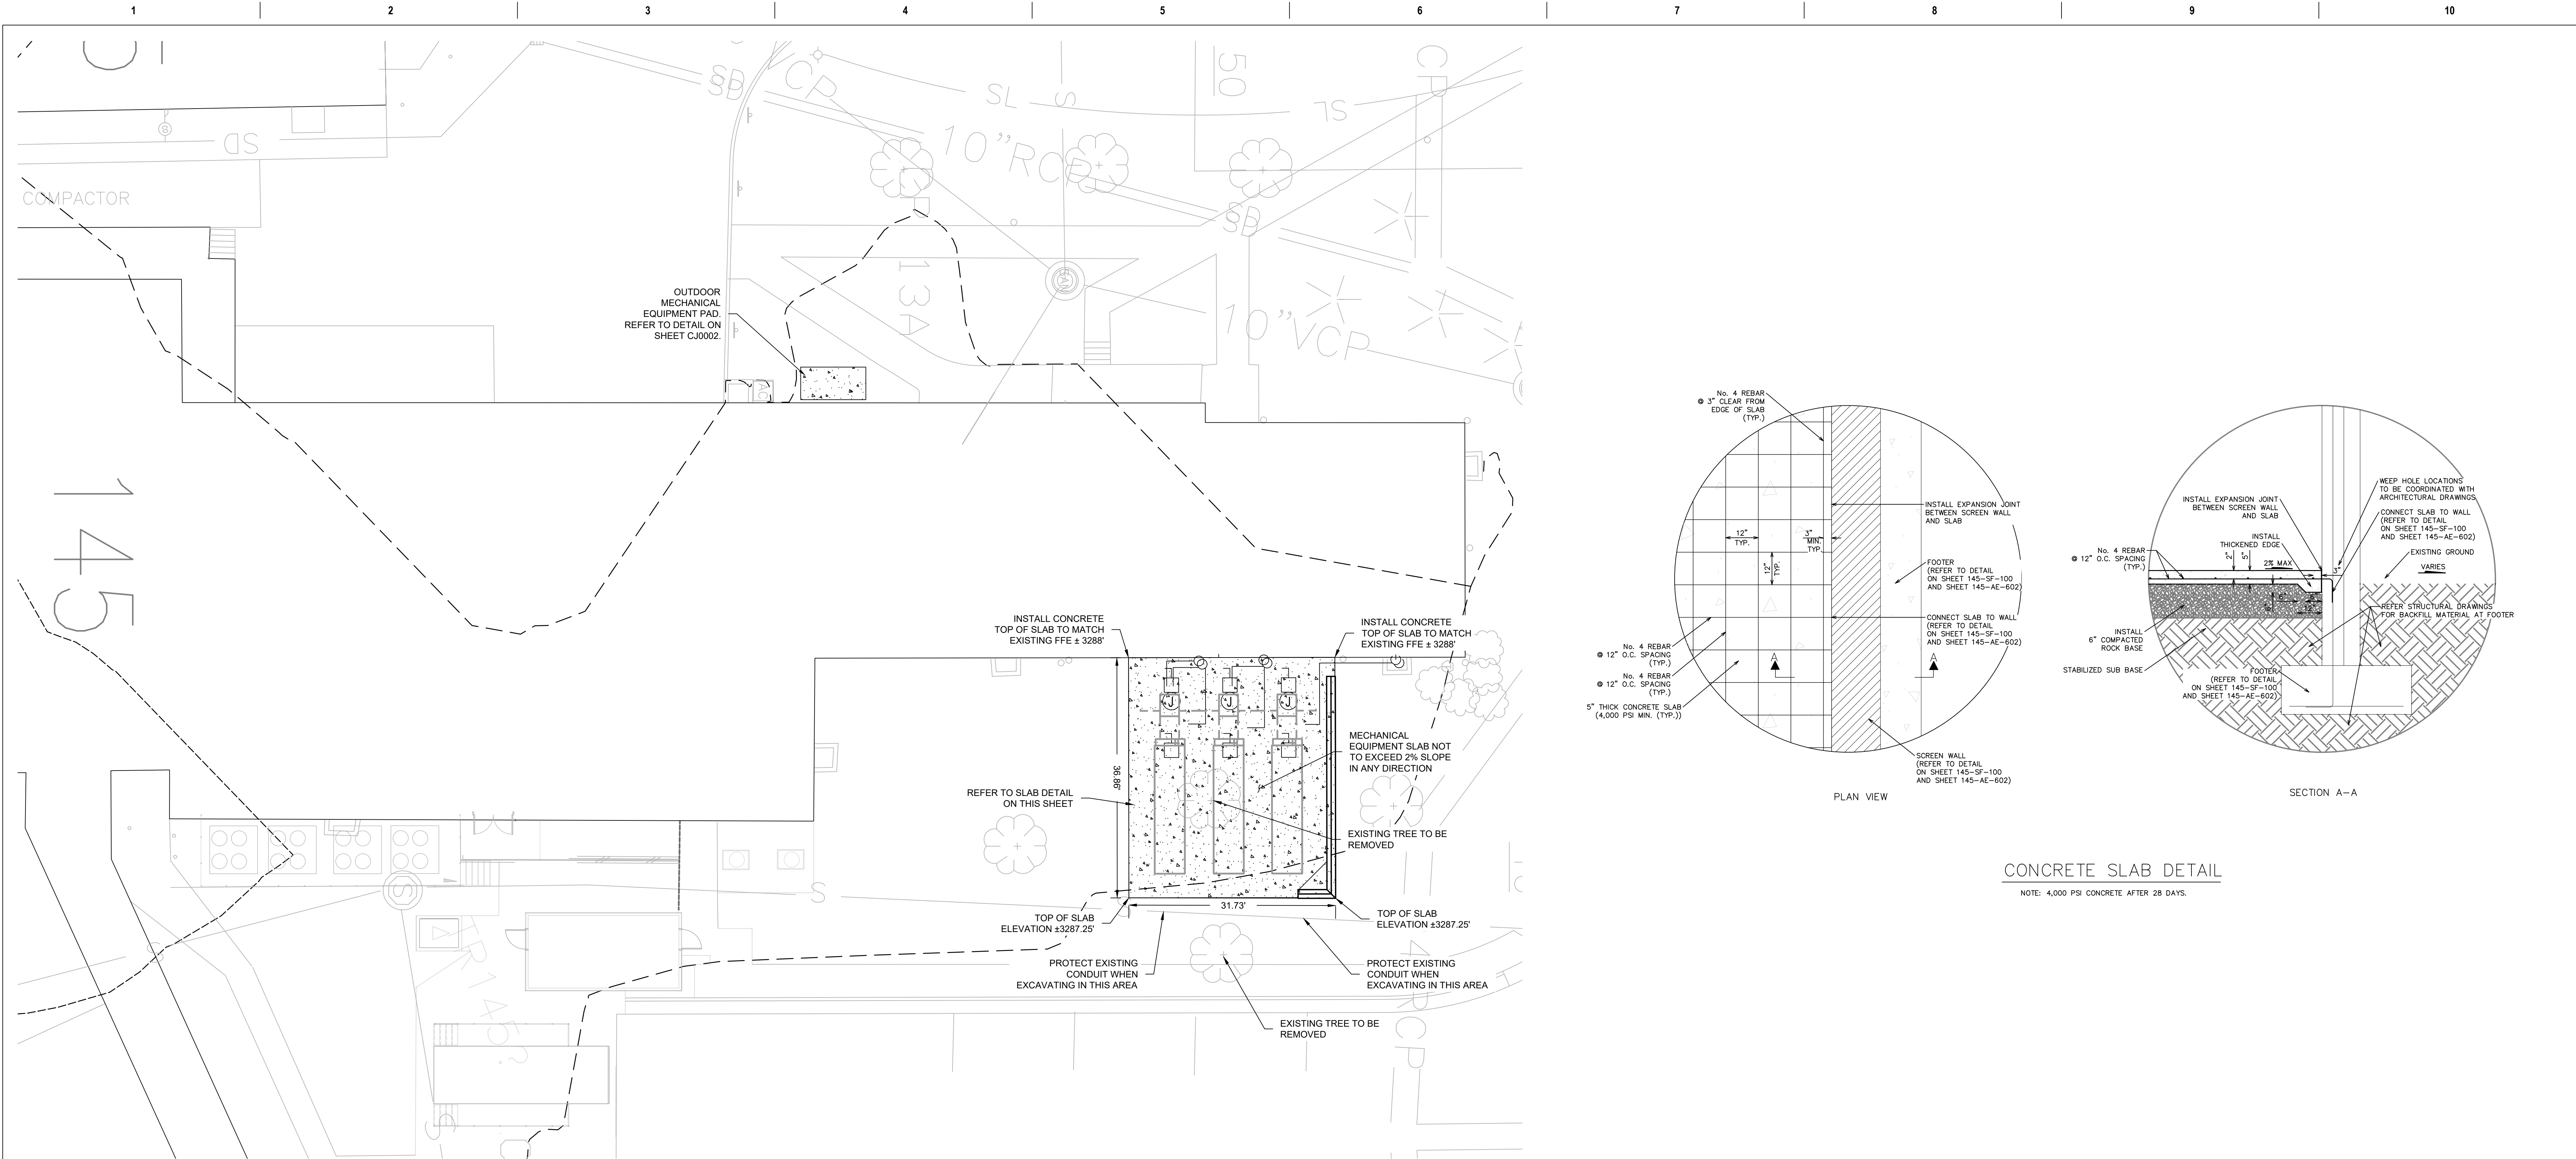 1
2
3
4
5
6
7
8
9
10
SD
CP
SL
S
50
SL
CP
10"RCP
SD
COMPACTOR
SD
8
13A
10"VCP
OUTDOOR
MECHANICAL
EQUIPMENT PAD.
REFER TO DETAIL ON
SHEET CJ0002.
AC
145
INSTALL CONCRETE
TOP OF SLAB TO MATCH
EXISTING FFE ± 3288'
INSTALL CONCRETE
TOP OF SLAB TO MATCH
EXISTING FFE ± 3288'
J
J
J
36.86'
MECHANICAL
EQUIPMENT SLAB NOT
TO EXCEED 2% SLOPE
IN ANY DIRECTION
REFER TO SLAB DETAIL
ON THIS SHEET
EXISTING TREE TO BE
REMOVED
31.73'
TOP OF SLAB
ELEVATION ±3287.25'
TOP OF SLAB
ELEVATION ±3287.25'
PROTECT EXISTING
CONDUIT WHEN
EXCAVATING IN THIS AREA
PROTECT EXISTING
CONDUIT WHEN
EXCAVATING IN THIS AREA
EXISTING TREE TO BE
REMOVED
S
S
S
CP
No. 4 REBAR
@ 3" CLEAR FROM
EDGE OF SLAB
(TYP.)
12"
TYP.
3"
MIN.
TYP.
12"
TYP.
INSTALL EXPANSION JOINT
BETWEEN SCREEN WALL
AND SLAB
FOOTER
(REFER TO DETAIL
ON SHEET 145-SF-100
AND SHEET 145-AE-602)
CONNECT SLAB TO WALL
(REFER TO DETAIL
ON SHEET 145-SF-100
AND SHEET 145-AE-602)
No. 4 REBAR
@ 12" O.C. SPACING
(TYP.)
No. 4 REBAR
@ 12" O.C. SPACING
(TYP.)
5" THICK CONCRETE SLAB
(4,000 PSI MIN. (TYP.))
A
A
SCREEN WALL
(REFER TO DETAIL
ON SHEET 145-SF-100
AND SHEET 145-AE-602)
PLAN VIEW
WEEP HOLE LOCATIONS
TO BE COORDINATED WITH
ARCHITECTURAL DRAWINGS
INSTALL EXPANSION JOINT
BETWEEN SCREEN WALL
AND SLAB
CONNECT SLAB TO WALL
(REFER TO DETAIL
ON SHEET 145-SF-100
AND SHEET 145-AE-602)
INSTALL
THICKENED EDGE
No. 4 REBAR
@ 12" O.C. SPACING
(TYP.)
2"
5"
2% MAX
3"
EXISTING GROUND
VARIES
6"
12"
REFER STRUCTURAL DRAWINGS
FOR BACKFILL MATERIAL AT FOOTER
INSTALL
6" COMPACTED
ROCK BASE
STABILIZED SUB BASE
FOOTER
(REFER TO DETAIL
ON SHEET 145-SF-100
AND SHEET 145-AE-602)
SECTION A-A
CONCRETE SLAB DETAIL
NOTE: 4,000 PSI CONCRETE AFTER 28 DAYS.